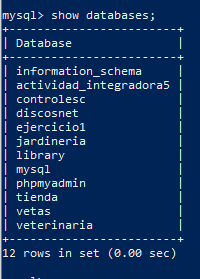 mysql> show databases;
+--------------------------+
| Database                 |
+--------------------------+
| information_schema       |
| actividad_integradora5   |
| controlesc               |
| discosnet                |
| ejercicio1               |
| jardineria               |
| library                  |
| mysql                    |
| phpmyadmin               |
| tienda                   |
| vetas                    |
| veterinaria              |
+--------------------------+
12 rows in set (0.00 sec)